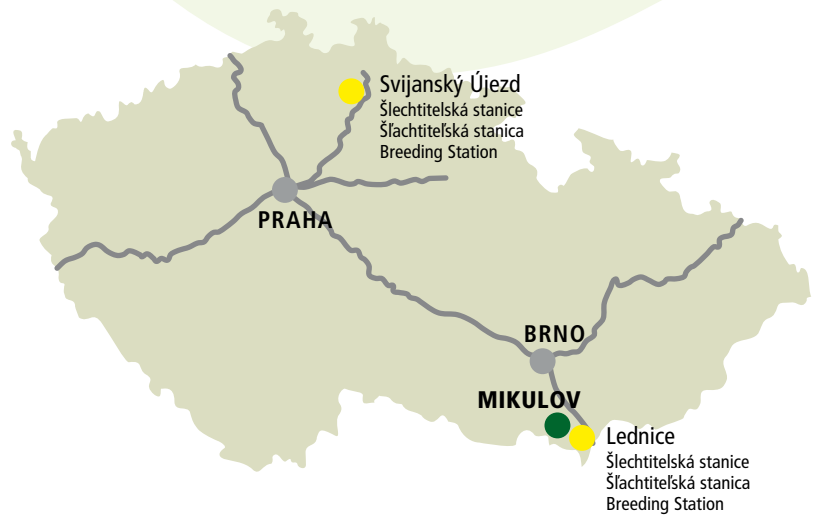 Svijanský Újezd
Šlechtitelská stanice
Šľachtiteľská stanica
Breeding Station
PRAHA
BRNO
MIKULOV
Lednice
Šlechtitelská stanice
Šľachtiteľská stanica
Breeding Station